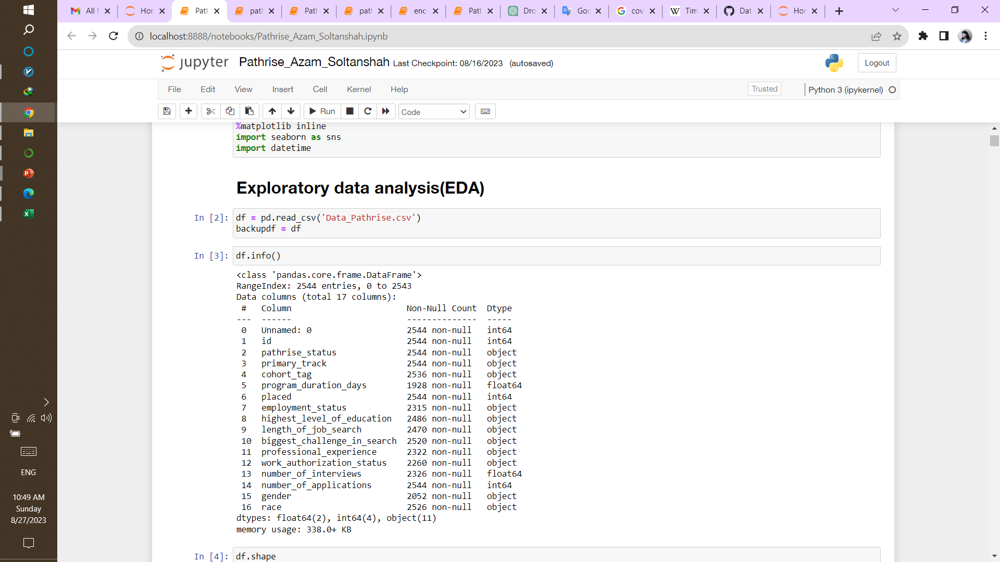 All M
Hor
Path
path
Path
path
enc
Path
Dro
Goo
cov
Tim
Dat
Hor
localhost:8888/notebooks/Pathrise_Azam_Soltanshah.ipynb
jupyter Pathrise_Azam_Soltanshah Last Checkpoint: 08/16/2023 (autosaved)
Logout
File Edit View Insert Cell Kernel Help
Trusted
Python 3 (ipykernel)
Run
Code
%matplotlib inline
import seaborn as sns
import datetime
Exploratory data analysis(EDA)
In [2]: df = pd.read_csv('Data_Pathrise.csv')
backupdf = df
In [3]: df.info()
<class 'pandas.core.frame.DataFrame'>
RangeIndex: 2544 entries, 0 to 2543
Data columns (total 17 columns):
 #   Column                       Non-Null Count  Dtype
---  ------                       --------------  -----
 0   Unnamed: 0                   2544 non-null   int64
 1   id                           2544 non-null   int64
 2   pathrise_status              2544 non-null   object
 3   primary_track                2544 non-null   object
 4   cohort_tag                   2536 non-null   object
 5   program_duration_days        1928 non-null   float64
 6   placed                       2544 non-null   int64
 7   employment_status            2315 non-null   object
 8   highest_level_of_education   2486 non-null   object
 9   length_of_job_search         2470 non-null   object
 10  biggest_challenge_in_search  2520 non-null   object
 11  professional_experience      2322 non-null   object
 12  work_authorization_status    2260 non-null   object
 13  number_of_interviews         2326 non-null   float64
 14  number_of_applications       2544 non-null   int64
 15  gender                       2052 non-null   object
 16  race                         2526 non-null   object
dtypes: float64(2), int64(4), object(11)
memory usage: 338.0+ KB
In [4]: df.shape
ENG
10:49 AM
Sunday
8/27/2023